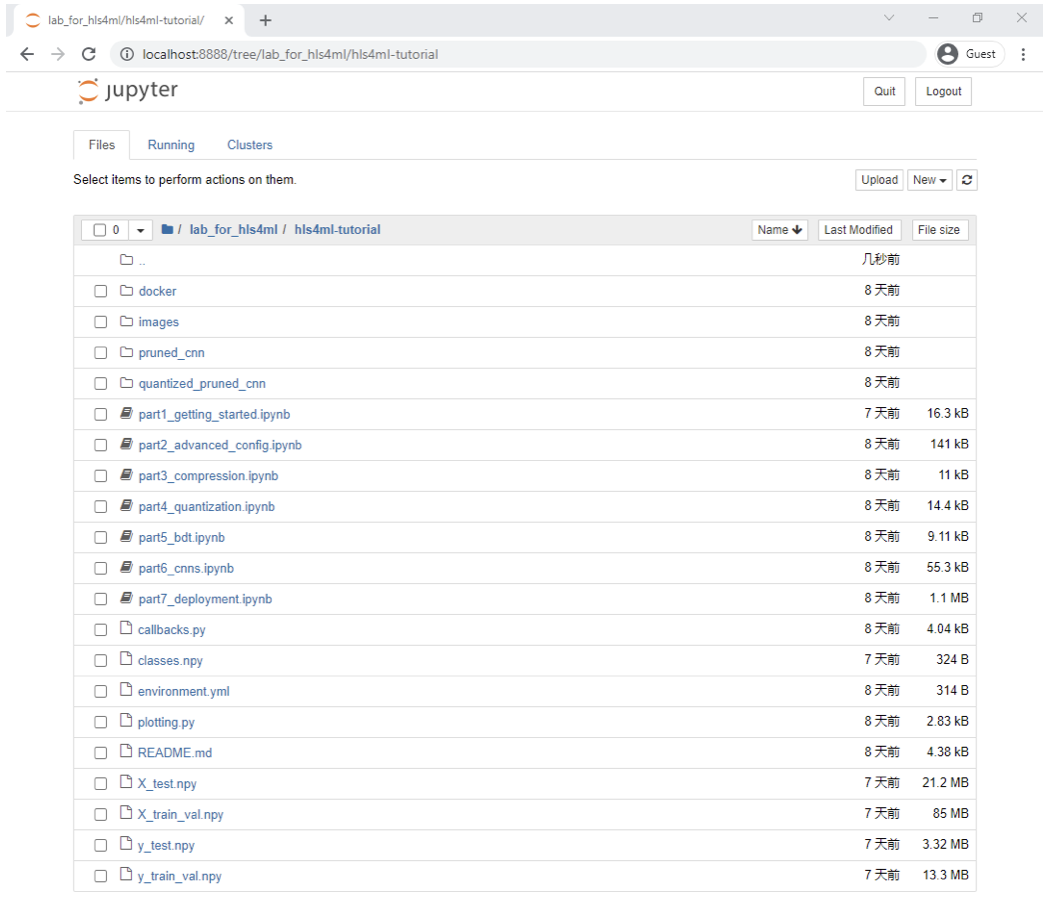 lab_for_hls4ml/hls4ml-tutorial/
localhost:8888/tree/lab_for_hls4ml/hls4ml-tutorial
Guest
jupyter
Quit Logout
Files Running Clusters
Select items to perform actions on them.
Upload New
0 / lab_for_hls4ml / hls4ml-tutorial Name Last Modified File size
.. 几秒前
docker 8 天前
images 8 天前
pruned_cnn 8 天前
quantized_pruned_cnn 8 天前
part1_getting_started.ipynb 7 天前 16.3 kB
part2_advanced_config.ipynb 8 天前 141 kB
part3_compression.ipynb 8 天前 11 kB
part4_quantization.ipynb 8 天前 14.4 kB
part5_bdt.ipynb 8 天前 9.11 kB
part6_cnns.ipynb 8 天前 55.3 kB
part7_deployment.ipynb 8 天前 1.1 MB
callbacks.py 8 天前 4.04 kB
classes.npy 7 天前 324 B
environment.yml 8 天前 314 B
plotting.py 8 天前 2.83 kB
README.md 8 天前 4.38 kB
X_test.npy 7 天前 21.2 MB
X_train_val.npy 7 天前 85 MB
y_test.npy 7 天前 3.32 MB
y_train_val.npy 7 天前 13.3 MB